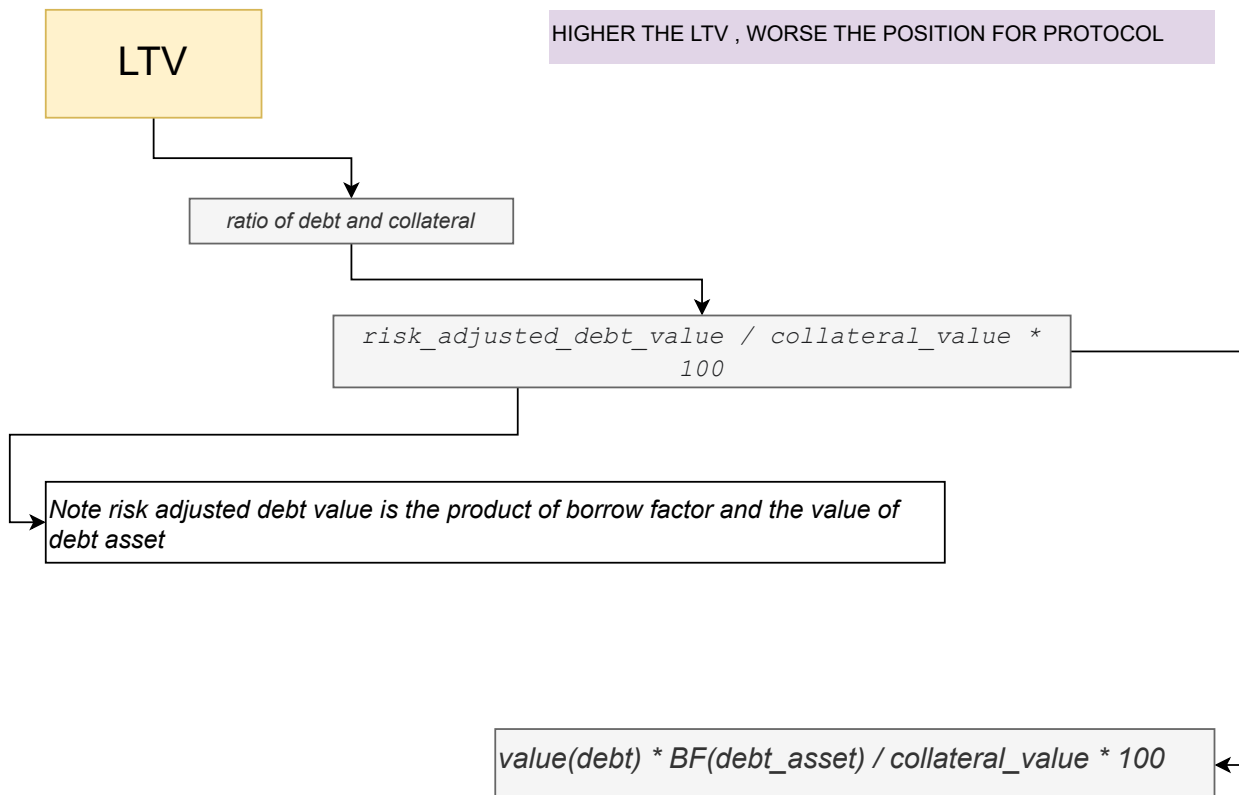 LTV
HIGHER THE LTV , WORSE THE POSITION FOR PROTOCOL
ratio of debt and collateral
risk_adjusted_debt_value / collateral_value *
100
Note risk adjusted debt value is the product of borrow factor and the value of
debt asset
value(debt) * BF(debt_asset) / collateral_value * 100